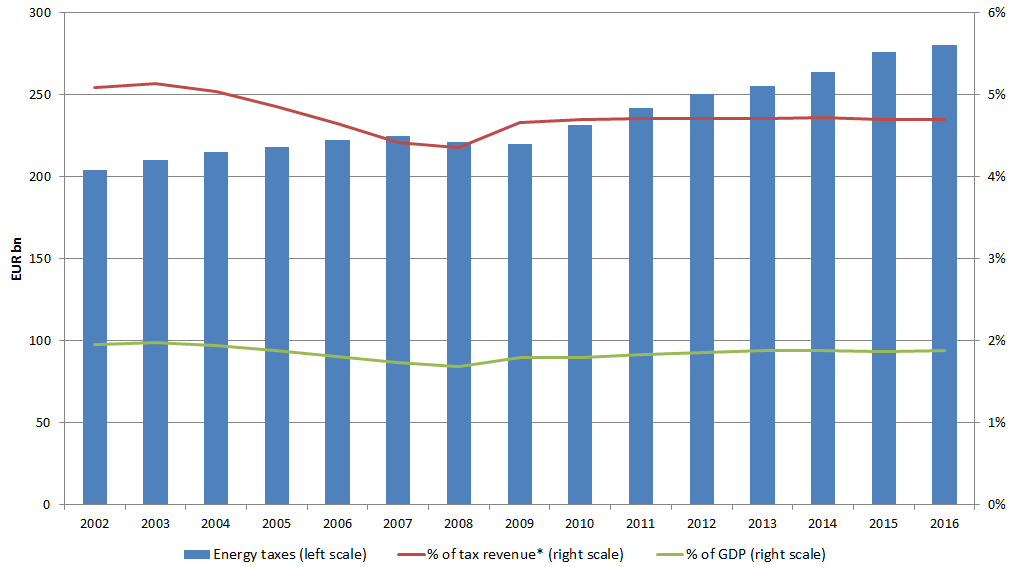 300 6%
250 5%
200 4%
150 3%
100 2%
50 1%
0 0%
EUR bn
2002 2003 2004 2005 2006 2007 2008 2009 2010 2011 2012 2013 2014 2015 2016
Energy taxes (left scale) % of tax revenue* (right scale) % of GDP (right scale)